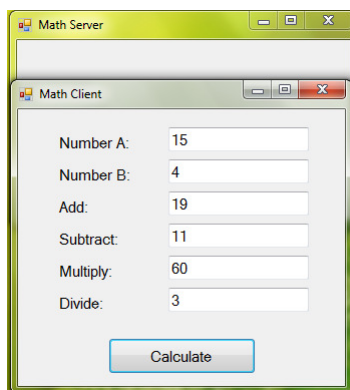 Math Server
Math Client
Number A: 15
Number B: 4
Add: 19
Subtract: 11
Multiply: 60
Divide: 3
Calculate